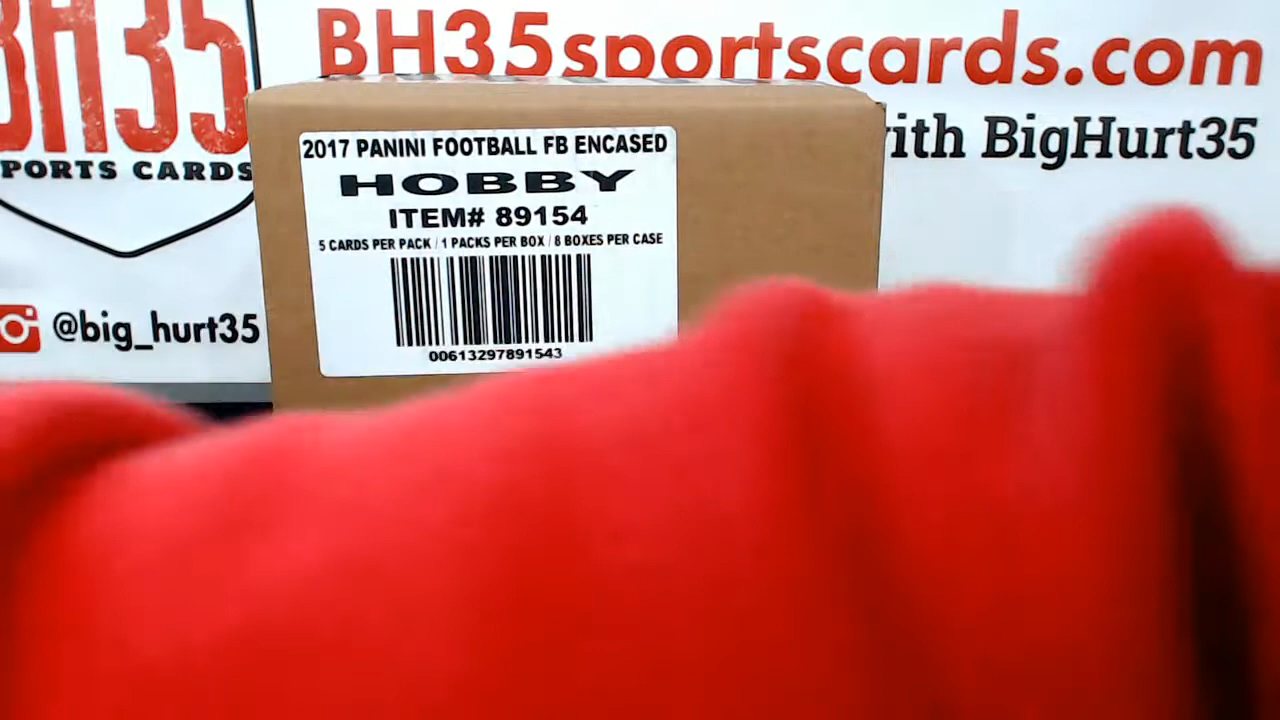 BH35
PORTS CARDS
@big_hurt35
BH35sportscards.com
with BigHurt35
2017 PANINI FOOTBALL FB ENCASED
HOBBY
ITEM# 89154
5 CARDS PER PACK / 1 PACKS PER BOX / 8 BOXES PER CASE
00613297891543